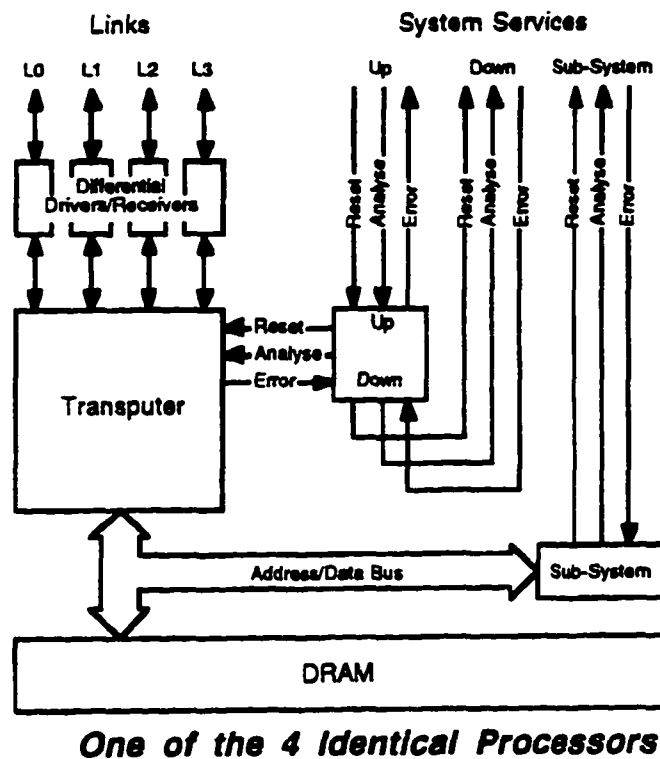 Links System Services
L0 L1 L2 L3 Up Down Sub-System
Differential
Drivers/Receivers
Reset Analyse Error Reset Analyse Error Reset Analyse Error
Reset
Analyse
Error
Up
Down
Transputer
Address/Data Bus
Sub-System
DRAM
One of the 4 Identical Processors